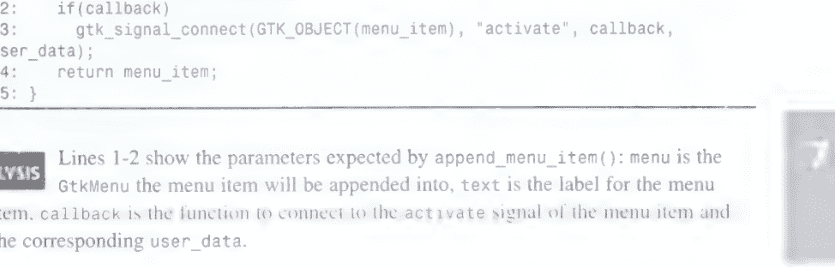 2:    if(callback)
3:      gtk_signal_connect(GTK_OBJECT(menu_item), "activate", callback,
ser_data);
4:    return menu_item;
5: }
LYSIS
Lines 1-2 show the parameters expected by append_menu_item(): menu is the
GtkMenu the menu item will be appended into, text is the label for the menu
tem. callback is the function to connect to the activate signal of the menu item and
he corresponding user_data.
7